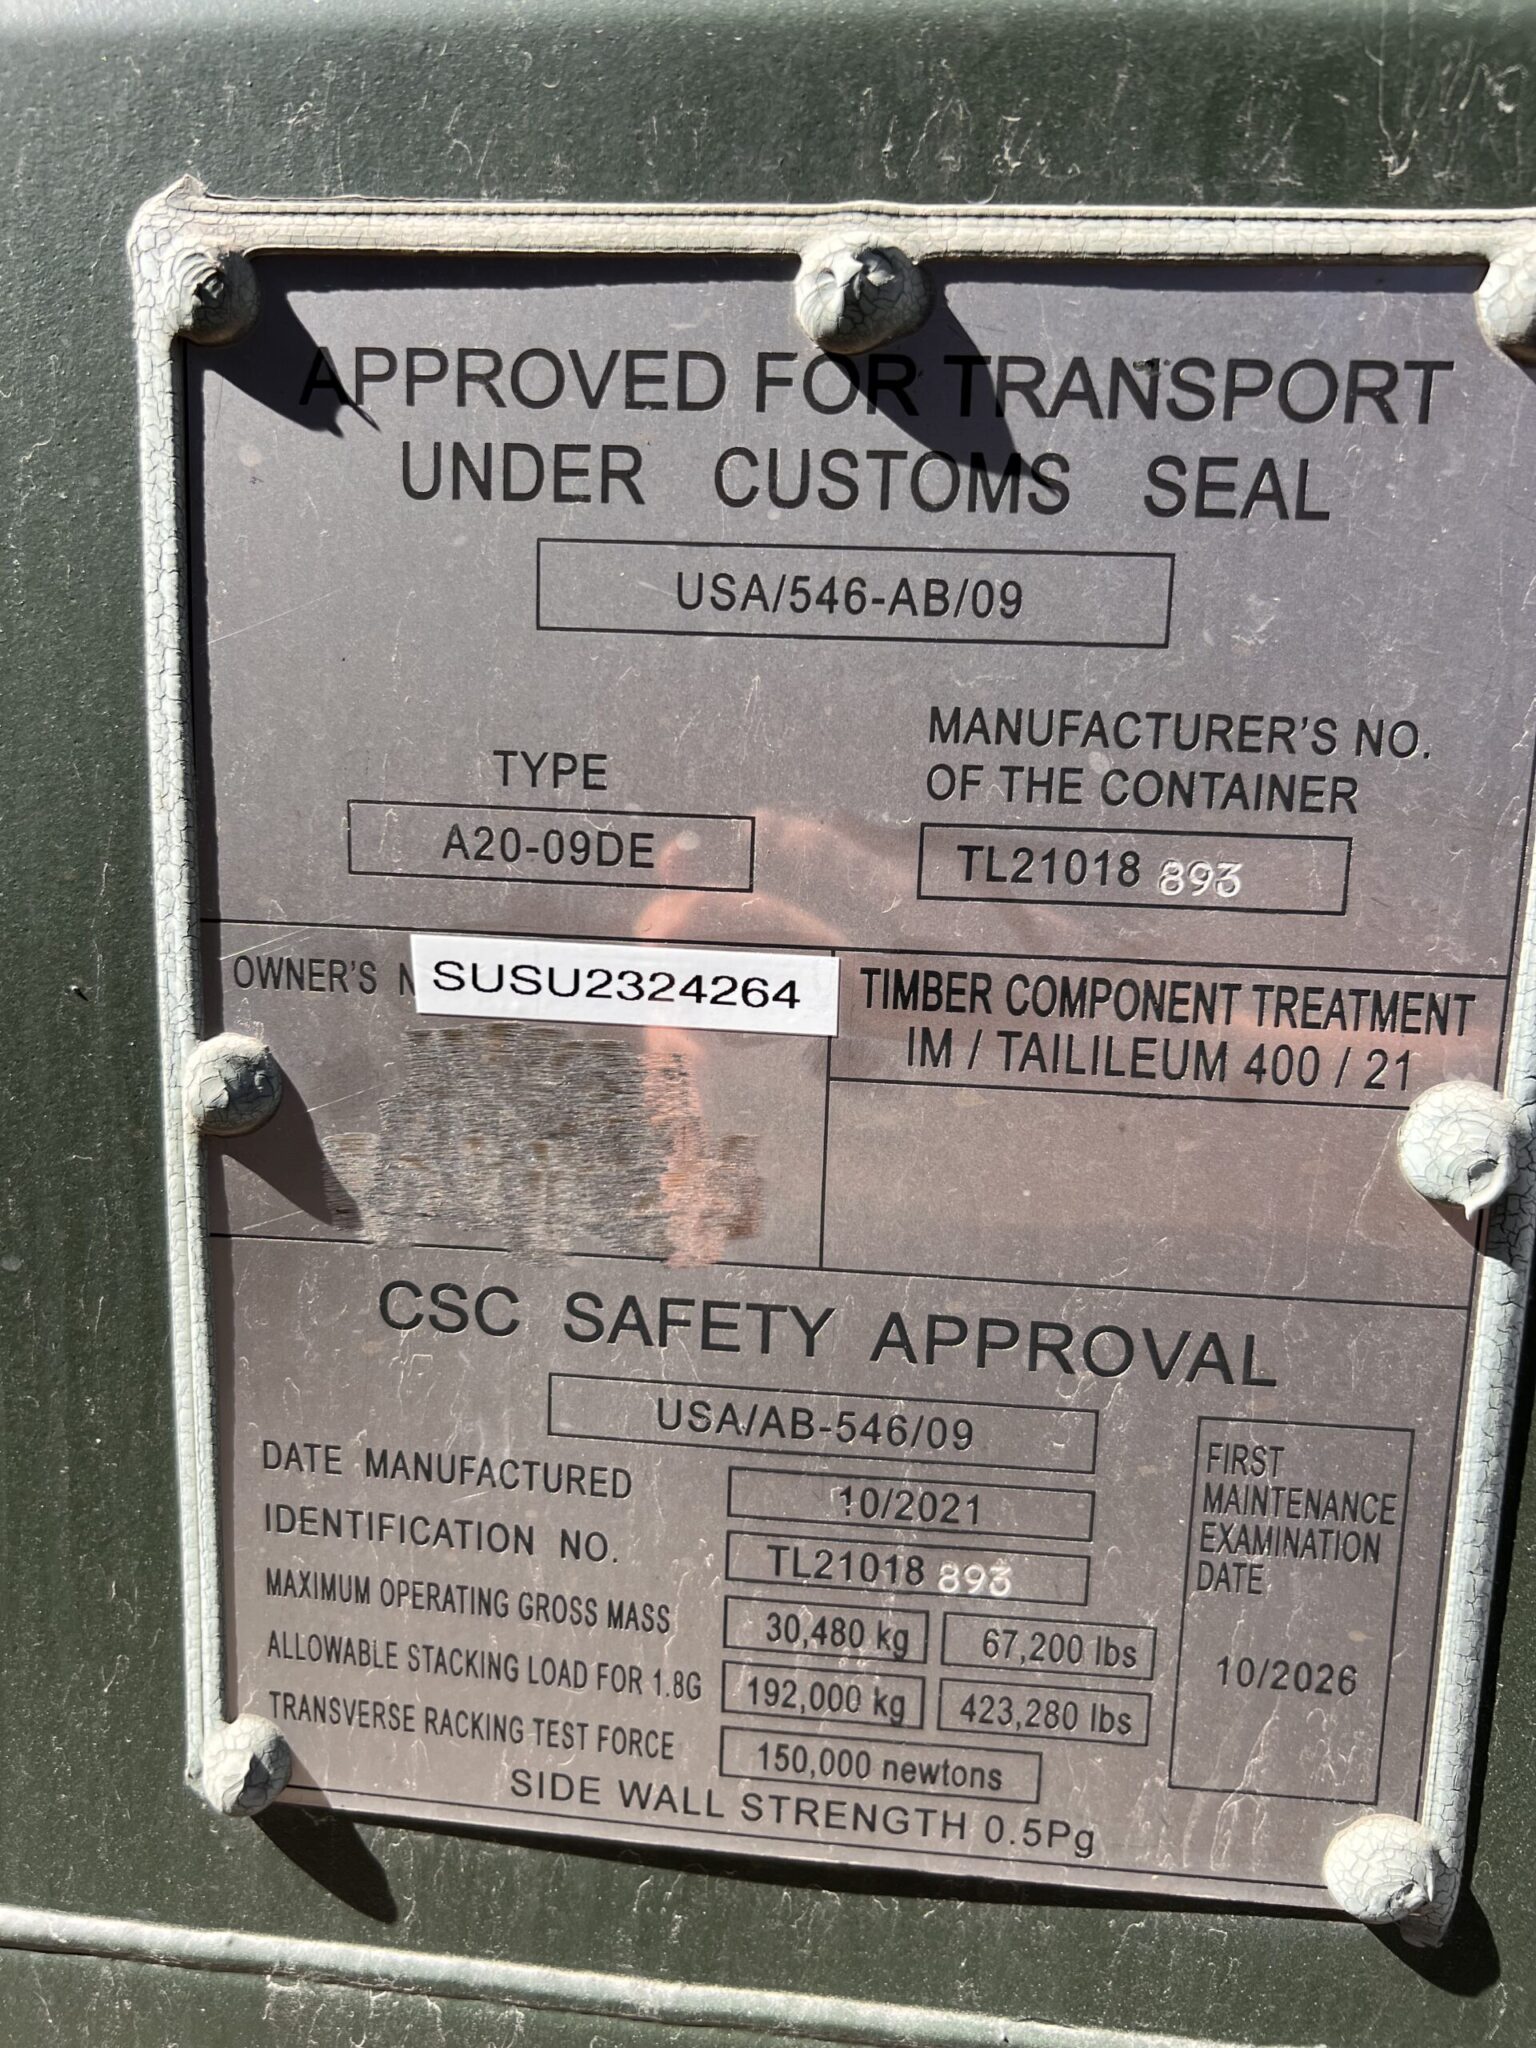 APPROVED FOR TRANSPORT
UNDER CUSTOMS SEAL
USA/546-AB/09
TYPE
A20-09DE
MANUFACTURER'S NO.
OF THE CONTAINER
TL21018 893
OWNER'S
SUSU2324264
TIMBER COMPONENT TREATMENT
IM / TAILILEUM 400 / 21
CSC SAFETY APPROVAL
USA/AB-546/09
DATE MANUFACTURED 10/2021
IDENTIFICATION NO. TL21018 893
MAXIMUM OPERATING GROSS MASS 30,480 kg 67,200 lbs
ALLOWABLE STACKING LOAD FOR 1.8G 192,000 kg 423,280 lbs
TRANSVERSE RACKING TEST FORCE 150,000 newtons
SIDE WALL STRENGTH 0.5Pg
FIRST
MAINTENANCE
EXAMINATION
DATE
10/2026